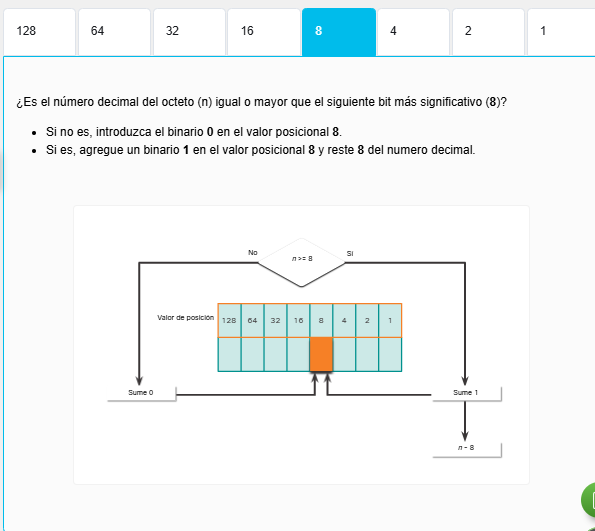 128 64 32 16 8 4 2 1
¿Es el número decimal del octeto (n) igual o mayor que el siguiente bit más significativo (8)?
Si no es, introduzca el binario 0 en el valor posicional 8.
Si es, agregue un binario 1 en el valor posicional 8 y reste 8 del numero decimal.
No n >= 8 Sí
Valor de posición 128 64 32 16 8 4 2 1
Sume 0 Sume 1
n - 8